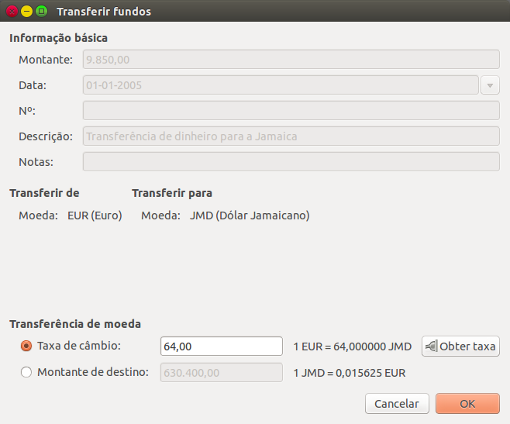 Transferir fundos
Informação básica
Montante: 9.850,00
Data: 01-01-2005
Nº:
Descrição: Transferência de dinheiro para a Jamaica
Notas:
Transferir de Transferir para
Moeda: EUR (Euro) Moeda: JMD (Dólar Jamaicano)
Transferência de moeda
Taxa de câmbio: 64,00 1 EUR = 64,000000 JMD Obter taxa
Montante de destino: 630.400,00 1 JMD = 0,015625 EUR
Cancelar OK